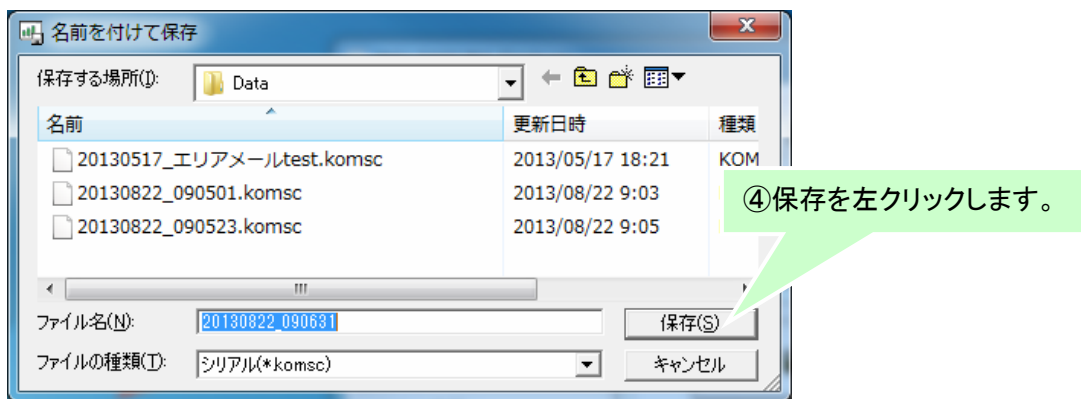 名前を付けて保存
保存する場所(I):
Data
名前 更新日時 種類
20130517_エリアメールtest.komsc 2013/05/17 18:21 KOM
20130822_090501.komsc 2013/08/22 9:03
20130822_090523.komsc 2013/08/22 9:05
④保存を左クリックします。
ファイル名(N): 20130822_090631 保存(S)
ファイルの種類(T): シリアル(*komsc) キャンセル